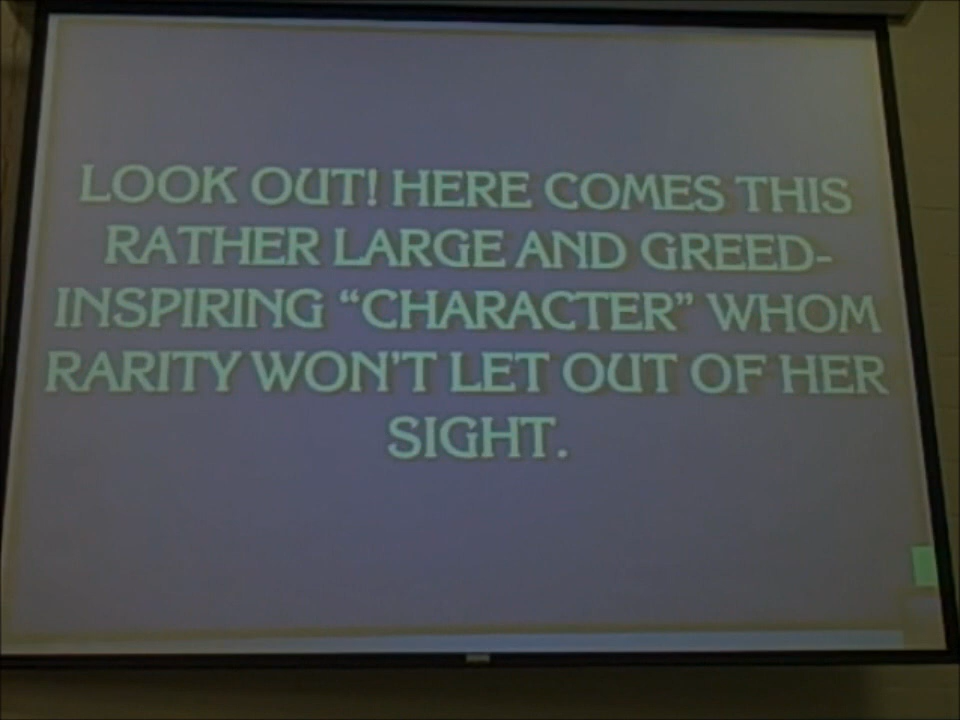 LOOK OUT! HERE COMES THIS
RATHER LARGE AND GREED-
INSPIRING “CHARACTER” WHOM
RARITY WON'T LET OUT OF HER
SIGHT.